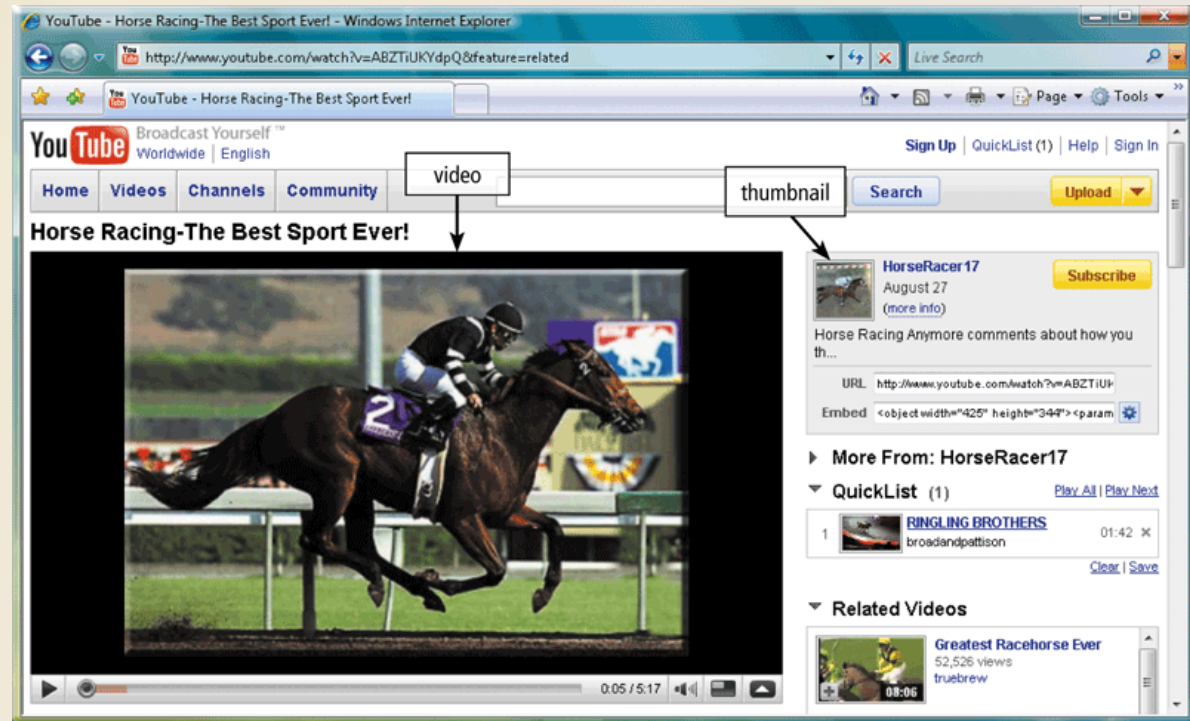 YouTube - Horse Racing-The Best Sport Ever! - Windows Internet Explorer
http://www.youtube.com/watch?v=ABZTiUKYdpQ&feature=related
Live Search
YouTube - Horse Racing-The Best Sport Ever!
Page
Tools
YouTube
Broadcast Yourself ™
Worldwide | English
Sign Up | QuickList (1) | Help | Sign In
Home Videos Channels Community
video
thumbnail
Search
Upload
Horse Racing-The Best Sport Ever!
2
HorseRacer17
August 27
(more info)
Subscribe
Horse Racing Anymore comments about how you
th...
URL http://www.youtube.com/watch?v=ABZTiUK
Embed <object width="425" height="344"><param
More From: HorseRacer17
QuickList (1)
Play All | Play Next
1
RINGLING BROTHERS
broadandpattison
01:42
Clear | Save
Related Videos
Greatest Racehorse Ever
52,526 views
truebrew
08:06
0:05 / 5:17